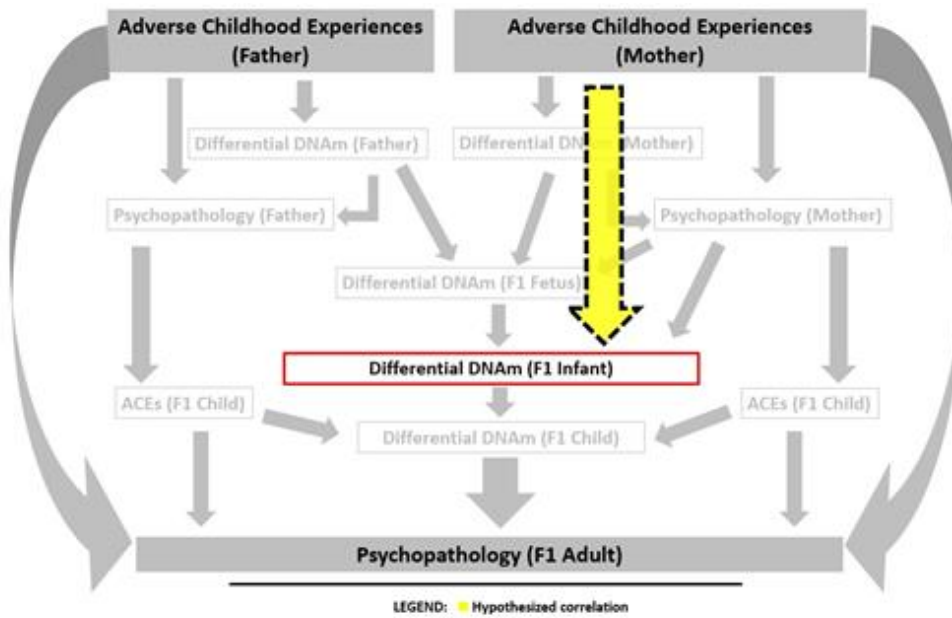 Adverse Childhood Experiences
(Father)
Adverse Childhood Experiences
(Mother)
Differential DNAm (Father)
Differential Mother)
Psychopathology (Father)
Psychopathology (Mother)
Differential DNAm (F1 Fetus)
Differential DNAm (F1 Infant)
ACEs (F1 Child)
ACEs (F1 Child)
Differential DNAm (F1 Child)
Psychopathology (F1 Adult)
LEGEND: Hypothesized correlation